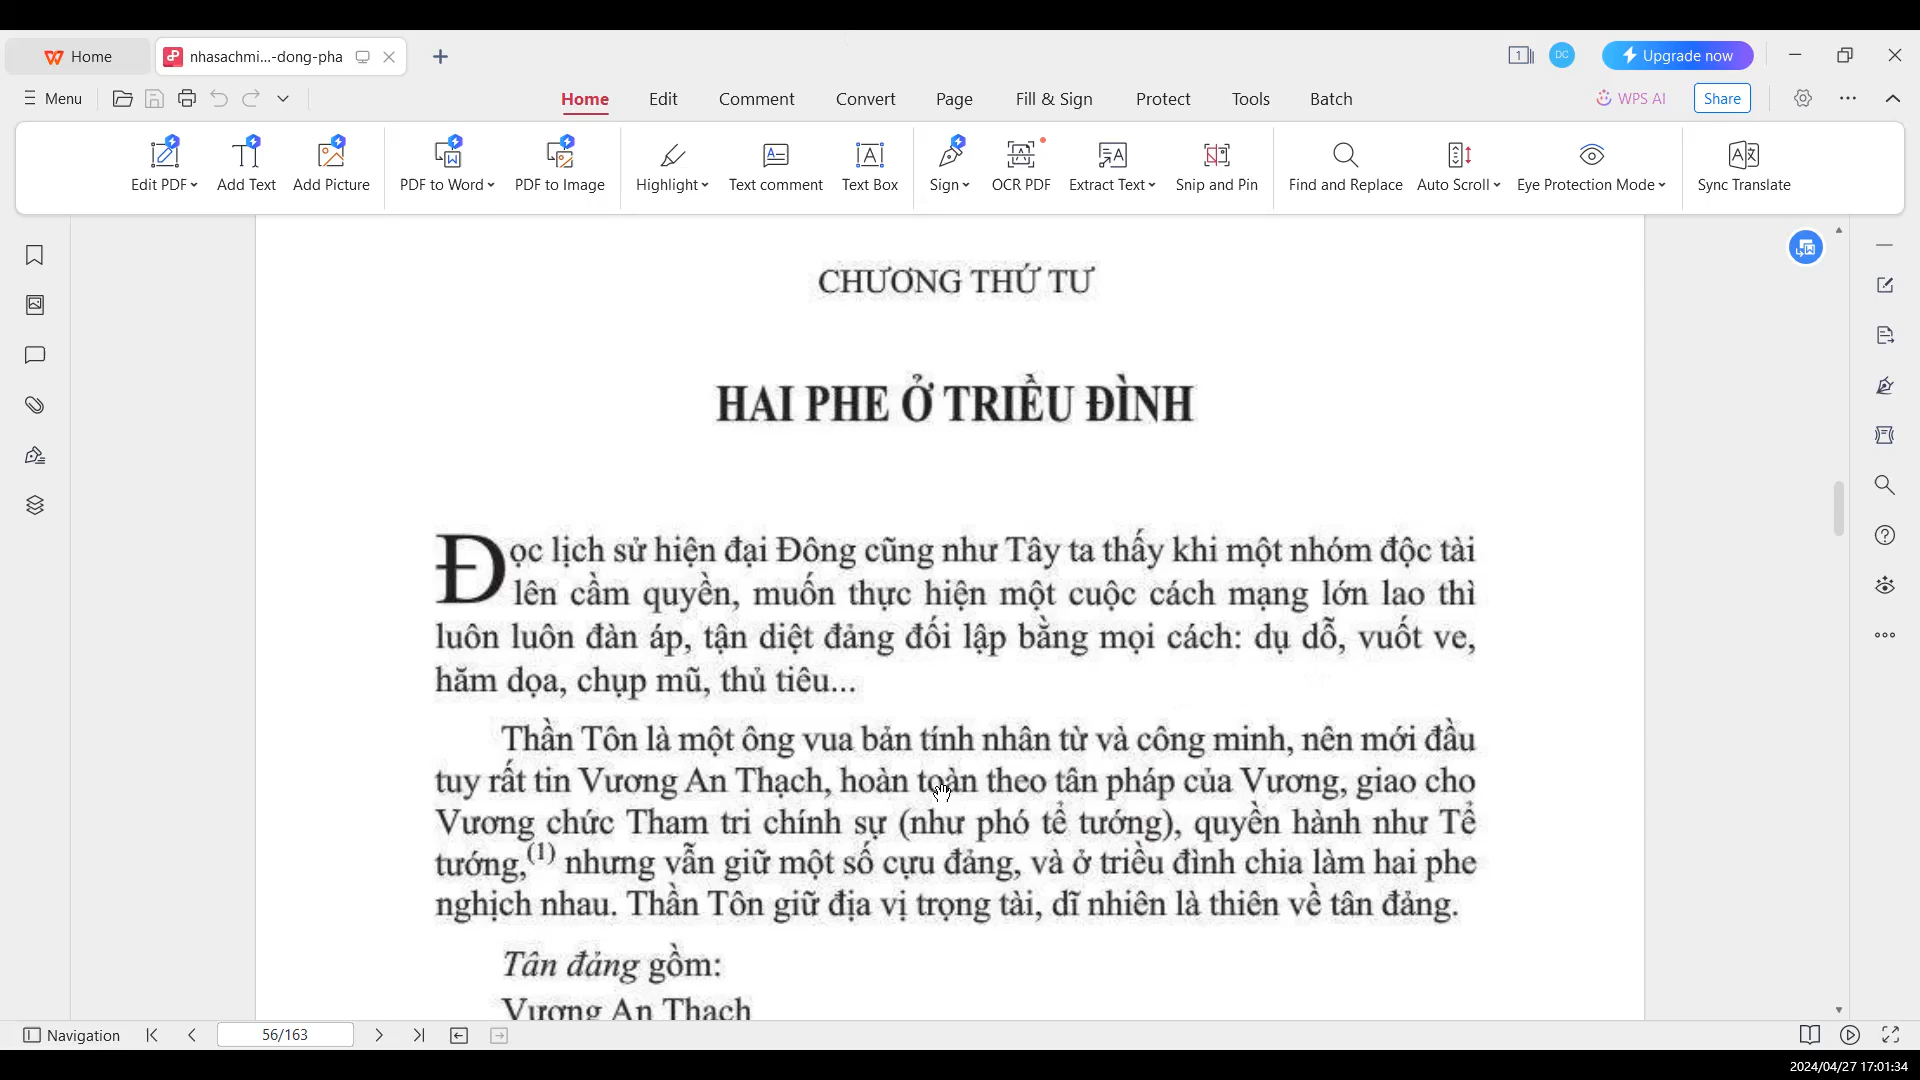 Home
nhasachmi...-dong-pha
1
DC
Upgrade now
Menu
Home
Edit
Comment
Convert
Page
Fill & Sign
Protect
Tools
Batch
WPS AI
Share
Edit PDF
Add Text
Add Picture
PDF to Word
PDF to Image
Highlight
Text comment
Text Box
Sign
OCR PDF
Extract Text
Snip and Pin
Find and Replace
Auto Scroll
Eye Protection Mode
Sync Translate
CHƯƠNG THỨ TƯ
HAI PHE Ở TRIỀU ĐÌNH
Đọc lịch sử hiện đại Đông cũng như Tây ta thấy khi một nhóm độc tài
lên cầm quyền, muốn thực hiện một cuộc cách mạng lớn lao thì
luôn luôn đàn áp, tận diệt đảng đối lập bằng mọi cách: dụ dỗ, vuốt ve,
hăm dọa, chụp mũ, thủ tiêu...
Thần Tôn là một ông vua bản tính nhân từ và công minh, nên mới đầu
tuy rất tin Vương An Thạch, hoàn toàn theo tân pháp của Vương, giao cho
Vương chức Tham tri chính sự (như phó tể tướng), quyền hành như Tể
tướng,(1) nhưng vẫn giữ một số cựu đảng, và ở triều đình chia làm hai phe
nghịch nhau. Thần Tôn giữ địa vị trọng tài, dĩ nhiên là thiên về tân đảng.
Tân đảng gồm:
Vương An Thạch
Navigation
56/163
2024/04/27 17:01:34